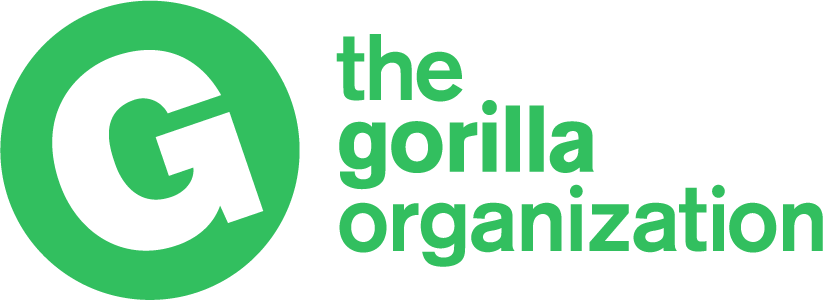 G
the
gorilla
organization